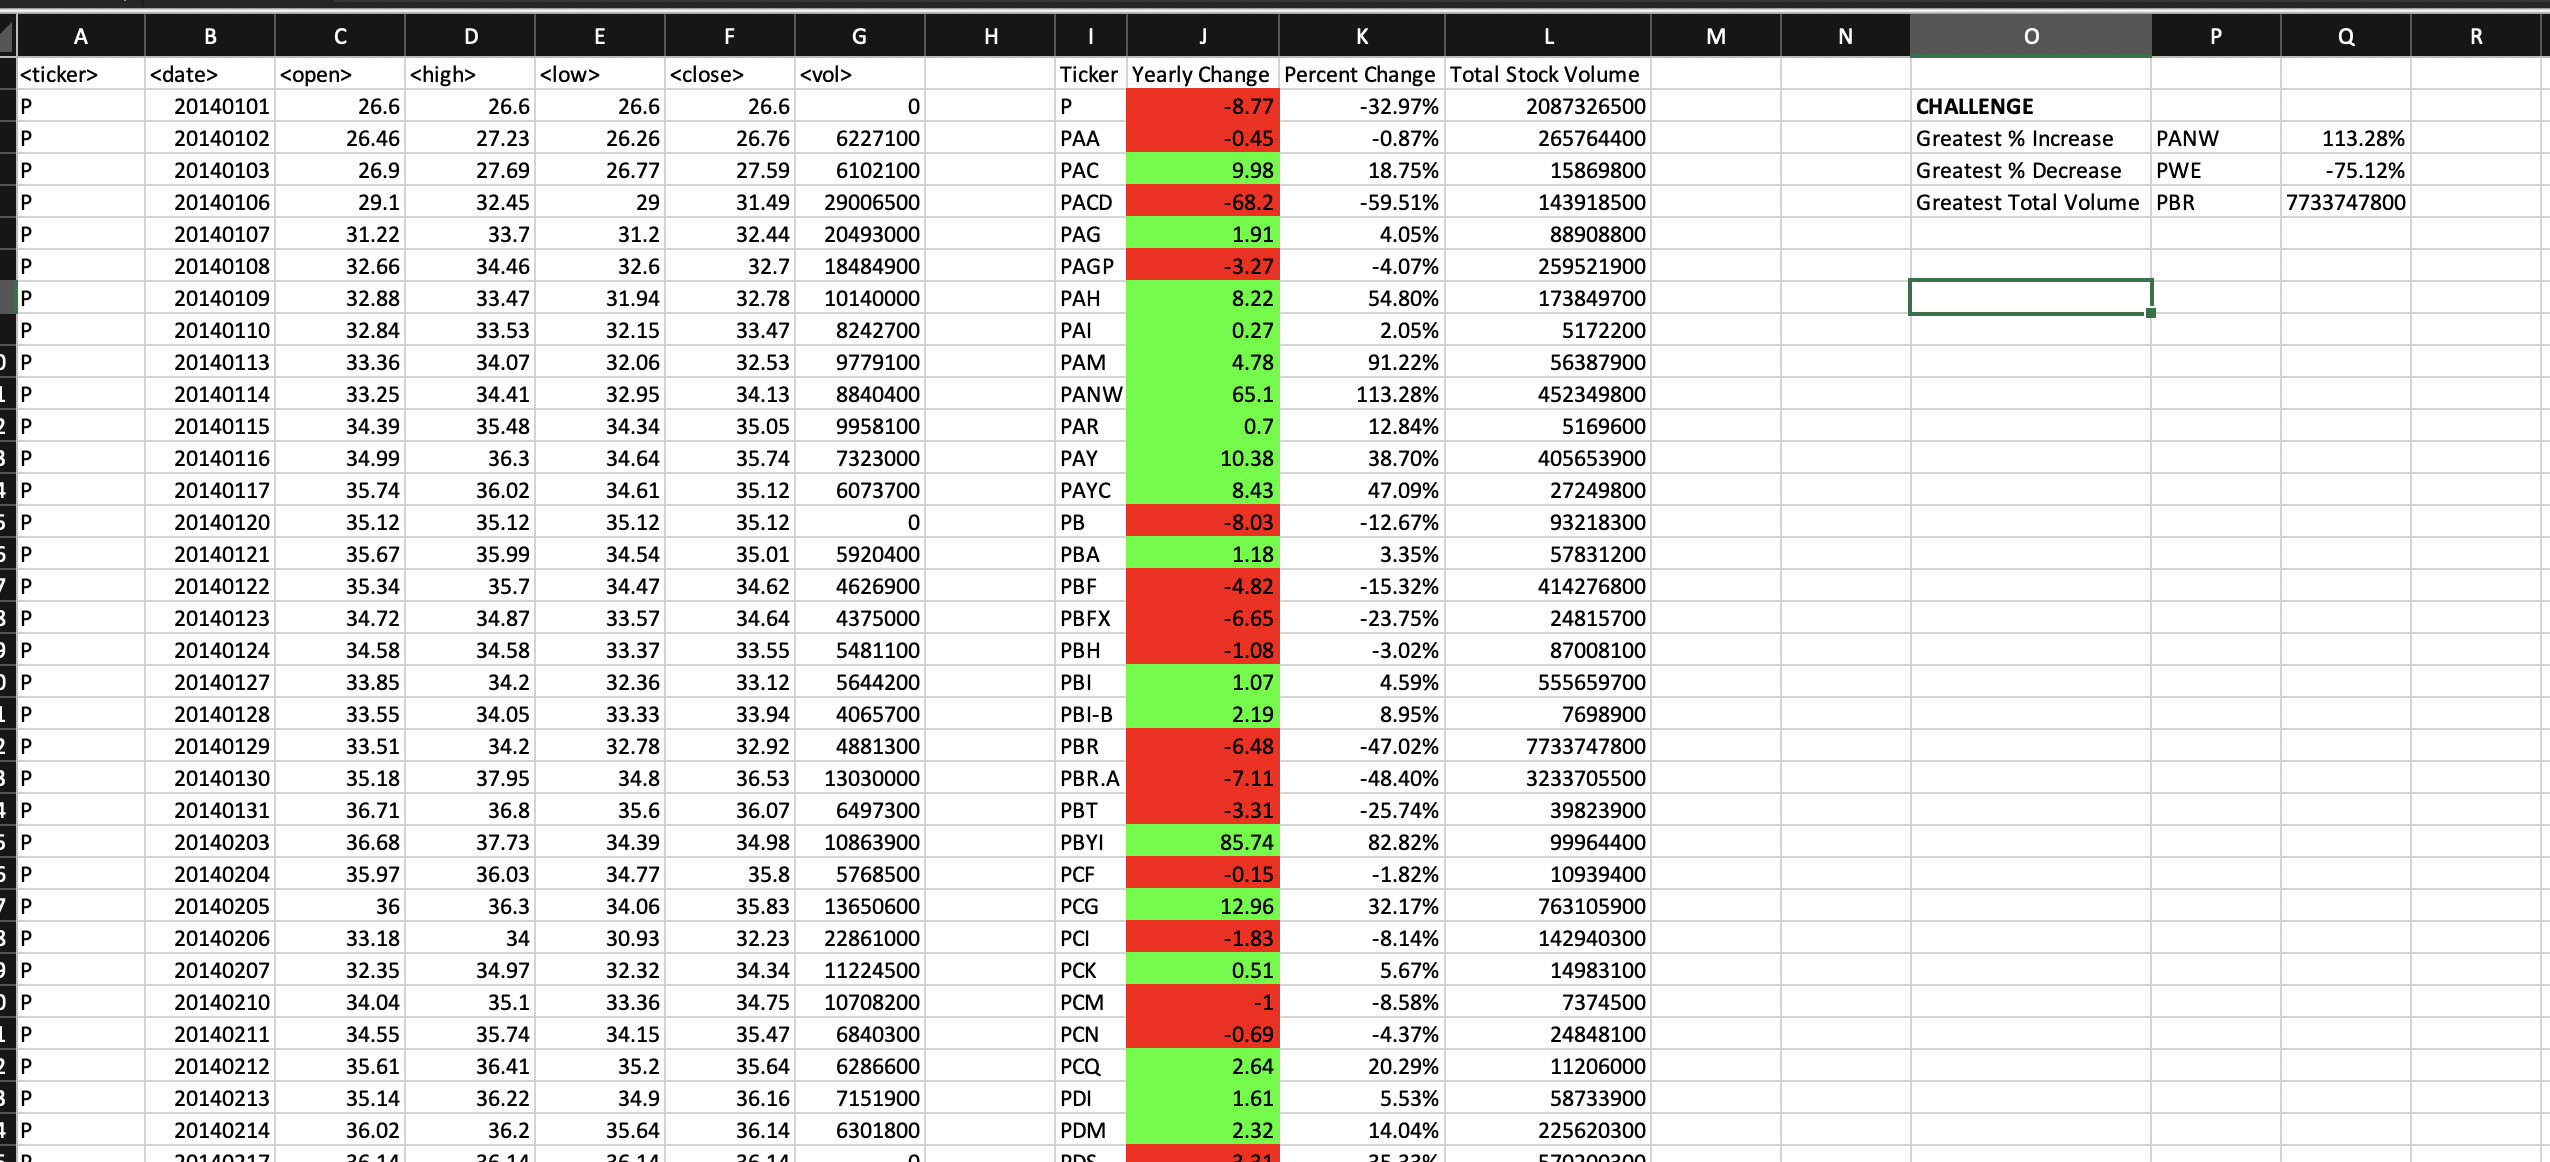 A B C D E F G H I J K L M N O P Q R
<ticker> <date> <open> <high> <low> <close> <vol> Ticker Yearly Change Percent Change Total Stock Volume
P 20140101 26.6 26.6 26.6 26.6 0 P -8.77 -32.97% 2087326500 CHALLENGE
P 20140102 26.46 27.23 26.26 26.76 6227100 PAA -0.45 -0.87% 265764400 Greatest % Increase PANW 113.28%
P 20140103 26.9 27.69 26.77 27.59 6102100 PAC 9.98 18.75% 15869800 Greatest % Decrease PWE -75.12%
P 20140106 29.1 32.45 29 31.49 29006500 PACD -68.2 -59.51% 143918500 Greatest Total Volume PBR 7733747800
P 20140107 31.22 33.7 31.2 32.44 20493000 PAG 1.91 4.05% 88908800
P 20140108 32.66 34.46 32.6 32.7 18484900 PAGP -3.27 -4.07% 259521900
P 20140109 32.88 33.47 31.94 32.78 10140000 PAH 8.22 54.80% 173849700
P 20140110 32.84 33.53 32.15 33.47 8242700 PAI 0.27 2.05% 5172200
P 20140113 33.36 34.07 32.06 32.53 9779100 PAM 4.78 91.22% 56387900
P 20140114 33.25 34.41 32.95 34.13 8840400 PANW 65.1 113.28% 452349800
P 20140115 34.39 35.48 34.34 35.05 9958100 PAR 0.7 12.84% 5169600
P 20140116 34.99 36.3 34.64 35.74 7323000 PAY 10.38 38.70% 405653900
P 20140117 35.74 36.02 34.61 35.12 6073700 PAYC 8.43 47.09% 27249800
P 20140120 35.12 35.12 35.12 35.12 0 PB -8.03 -12.67% 93218300
P 20140121 35.67 35.99 34.54 35.01 5920400 PBA 1.18 3.35% 57831200
P 20140122 35.34 35.7 34.47 34.62 4626900 PBF -4.82 -15.32% 414276800
P 20140123 34.72 34.87 33.57 34.64 4375000 PBFX -6.65 -23.75% 24815700
P 20140124 34.58 34.58 33.37 33.55 5481100 PBH -1.08 -3.02% 87008100
P 20140127 33.85 34.2 32.36 33.12 5644200 PBI 1.07 4.59% 555659700
P 20140128 33.55 34.05 33.33 33.94 4065700 PBI-B 2.19 8.95% 7698900
P 20140129 33.51 34.2 32.78 32.92 4881300 PBR -6.48 -47.02% 7733747800
P 20140130 35.18 37.95 34.8 36.53 13030000 PBR.A -7.11 -48.40% 3233705500
P 20140131 36.71 36.8 35.6 36.07 6497300 PBT -3.31 -25.74% 39823900
P 20140203 36.68 37.73 34.39 34.98 10863900 PBYI 85.74 82.82% 99964400
P 20140204 35.97 36.03 34.77 35.8 5768500 PCF -0.15 -1.82% 10939400
P 20140205 36 36.3 34.06 35.83 13650600 PCG 12.96 32.17% 763105900
P 20140206 33.18 34 30.93 32.23 22861000 PCI -1.83 -8.14% 142940300
P 20140207 32.35 34.97 32.32 34.34 11224500 PCK 0.51 5.67% 14983100
P 20140210 34.04 35.1 33.36 34.75 10708200 PCM -1 -8.58% 7374500
P 20140211 34.55 35.74 34.15 35.47 6840300 PCN -0.69 -4.37% 24848100
P 20140212 35.61 36.41 35.2 35.64 6286600 PCQ 2.64 20.29% 11206000
P 20140213 35.14 36.22 34.9 36.16 7151900 PDI 1.61 5.53% 58733900
P 20140214 36.02 36.2 35.64 36.14 6301800 PDM 2.32 14.04% 225620300